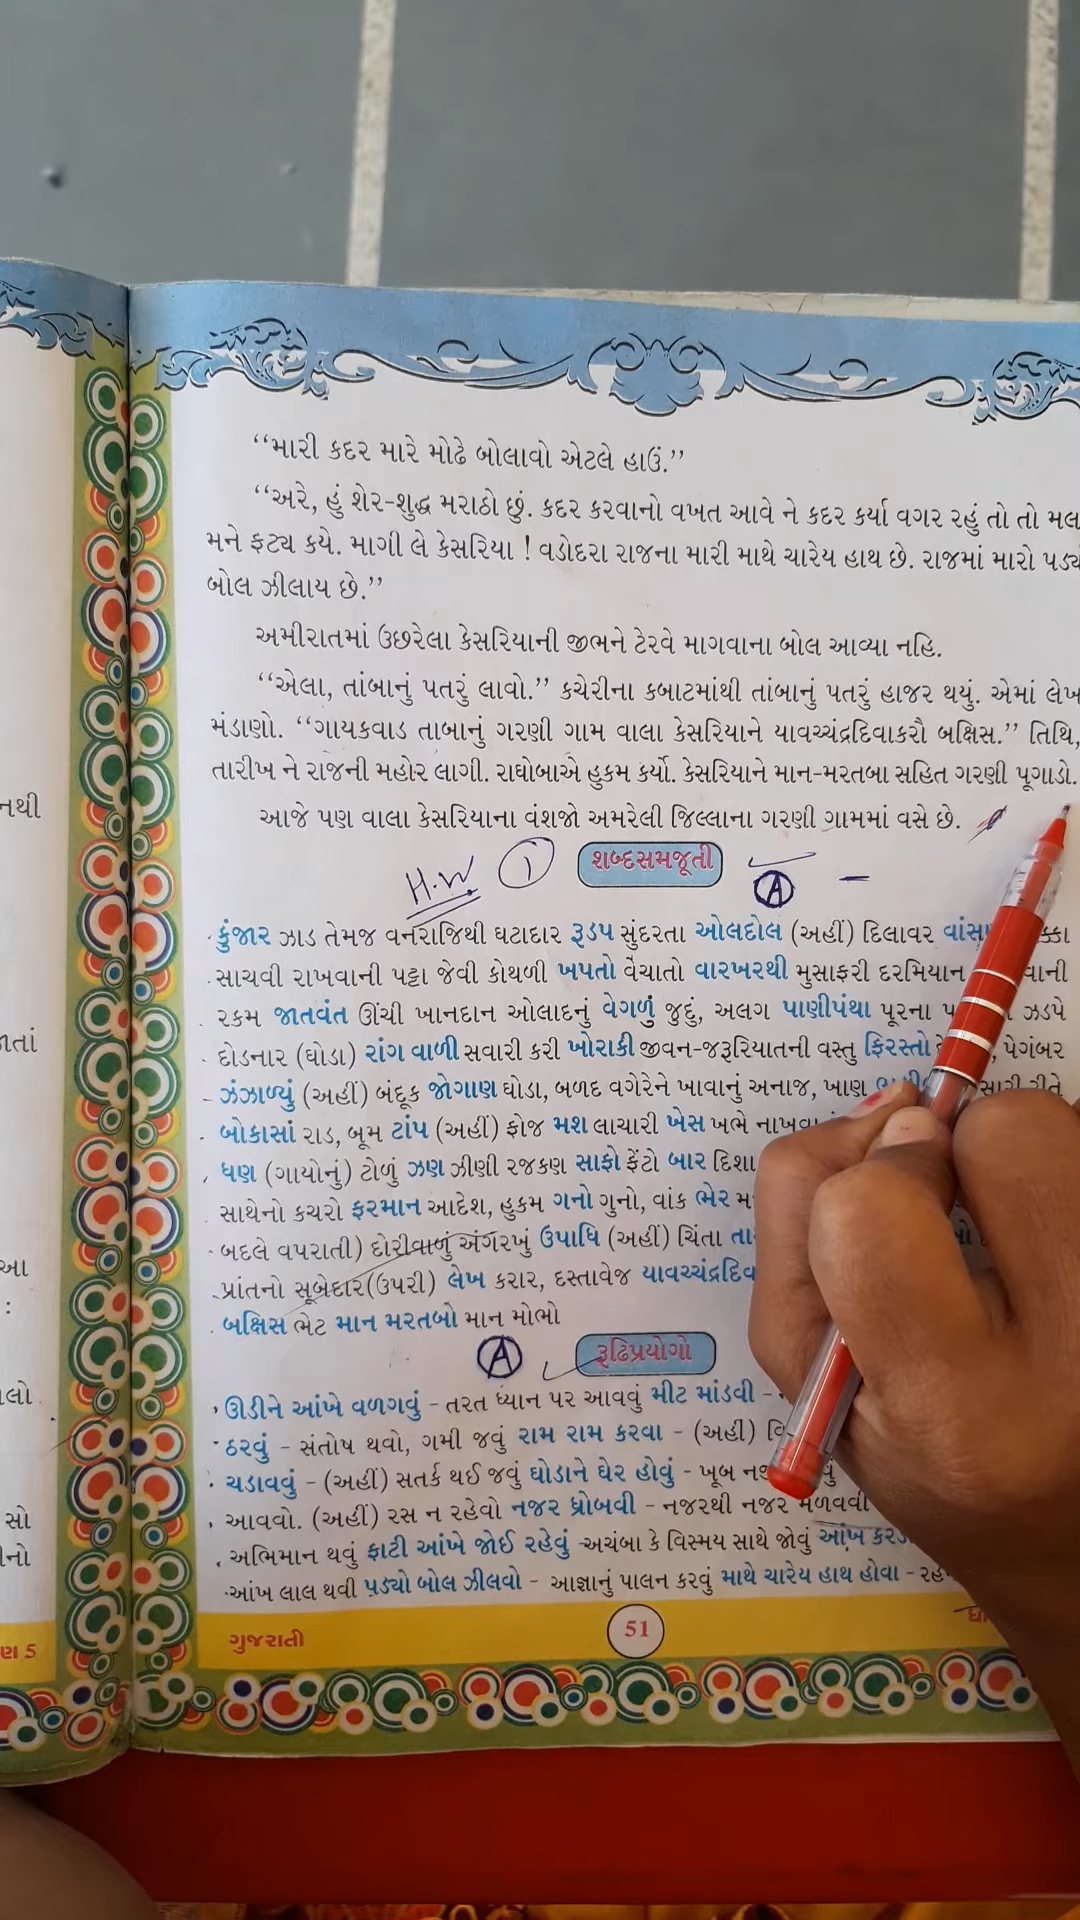 “મારી કદર મારે મોઢે બોલાવો એટલે હાઉં.”
“અરે, હું શેર-શુદ્ધ મરાઠો છું. કદર કરવાનો વખત આવે ને કદર કર્યા વગર રહું તો તો મલ
મને ફટ્ય કયે. માગી લે કેસરિયા ! વડોદરા રાજના મારી માથે ચારેય હાથ છે. રાજમાં મારો પડ્યો
બોલ ઝીલાય છે.”
અમીરાતમાં ઉછરેલા કેસરિયાની જીભને ટેરવે માગવાના બોલ આવ્યા નહિ.
“એલા, તાંબાનું પતરું લાવો.” કચેરીના કબાટમાંથી તાંબાનું પતરું હાજર થયું. એમાં લેખ
મંડાણો. “ગાયકવાડ તાબાનું ગરણી ગામ વાલા કેસરિયાને યાવચ્ચંદ્રદિવાકરૌ બક્ષિસ.” તિથિ,
તારીખ ને રાજની મહોર લાગી. રાઘોબાએ હુકમ કર્યો. કેસરિયાને માન-મરતબા સહિત ગરણી પૂગાડો.
આજે પણ વાલા કેસરિયાના વંશજો અમરેલી જિલ્લાના ગરણી ગામમાં વસે છે.
H.W ૧ શબ્દસમજૂતી A
કુંજાર ઝાડ તેમજ વનરાજિથી ઘટાદાર રૂડપ સુંદરતા ઓલદોલ (અહીં) દિલાવર
સાચવી રાખવાની પટ્ટા જેવી કોથળી ખપતો વેચાતો વારખરથી મુસાફરી દરમિયાન
રકમ જાતવંત ઊંચી ખાનદાન ઓલાદનું વેગળું જુદું, અલગ પાણીપંથા પૂરના ઝડપે
દોડનાર (ઘોડા) રાંગ વાળી સવારી કરી ખોરાકી જીવન-જરૂરિયાતની વસ્તુ ફિરસ્તો પેગંબર
ઝંઝાળ્યું (અહીં) બંદૂક જોગાણ ઘોડા, બળદ વગેરેને ખાવાનું અનાજ, ખાણ
બોકાસાં રાડ, બૂમ ટાંપ (અહીં) ફોજ મશ લાચારી ખેસ ખભે
ધણ (ગાયોનું) ટોળું ઝણ ઝીણી રજકણ સાફો ફેંટો બાર દિશા
સાથેનો કચરો ફરમાન આદેશ, હુકમ ગનો ગુનો, વાંક ભેર
બદલે વપરાતી) દોરીવાળું અંગરખું ઉપાધિ (અહીં) ચિંતા
પ્રાંતનો સૂબેદાર(ઉપરી) લેખ કરાર, દસ્તાવેજ
બક્ષિસ ભેટ માન મરતબો માન મોભો
A રૂઢિપ્રયોગો
ઊડીને આંખે વળગવું - તરત ધ્યાન પર આવવું મીટ માંડવી -
ઠરવું - સંતોષ થવો, ગમી જવું રામ રામ કરવા - (અહીં)
ચડાવવું - (અહીં) સતર્ક થઈ જવું ઘોડાને ઘેર હોવું - ખૂબ
આવવો. (અહીં) રસ ન રહેવો નજર ધ્રોબવી - નજરથી નજર મેળવવી
અભિમાન થવું ફાટી આંખે જોઈ રહેવું -અચંબા કે વિસ્મય સાથે જોવું આંખ
આંખ લાલ થવી પડ્યો બોલ ઝીલવો - આજ્ઞાનું પાલન કરવું માથે ચારેય હાથ હોવા -
ગુજરાતી 51
નથી
આ
:
સો
5